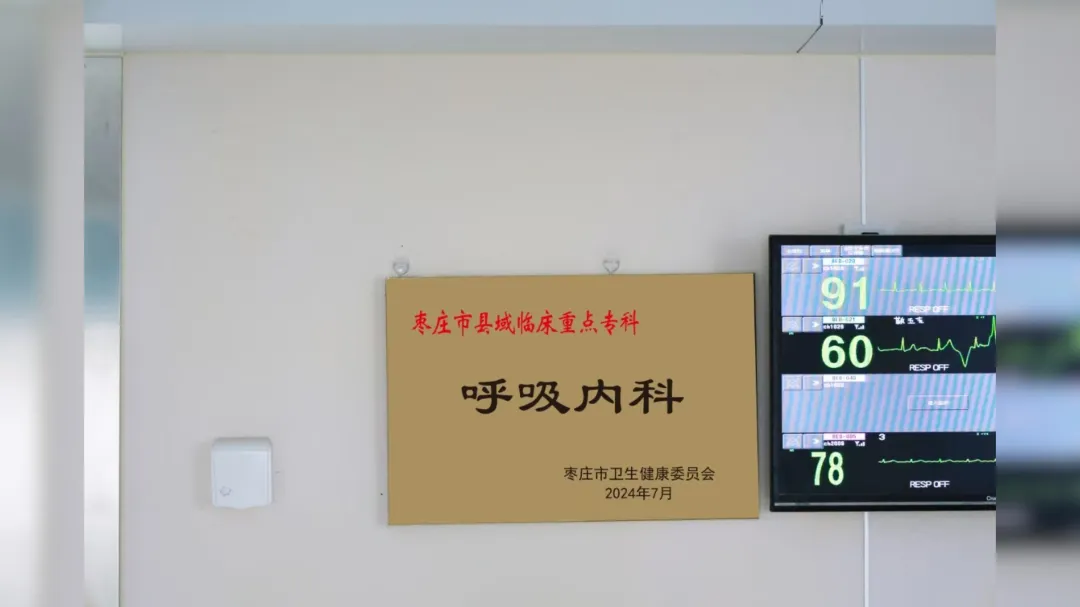 枣庄市县域临床重点专科
呼吸内科
枣庄市卫生健康委员会
2024年7月
91
RESP OFF
60
RESP OFF
3
78
RESP OFF